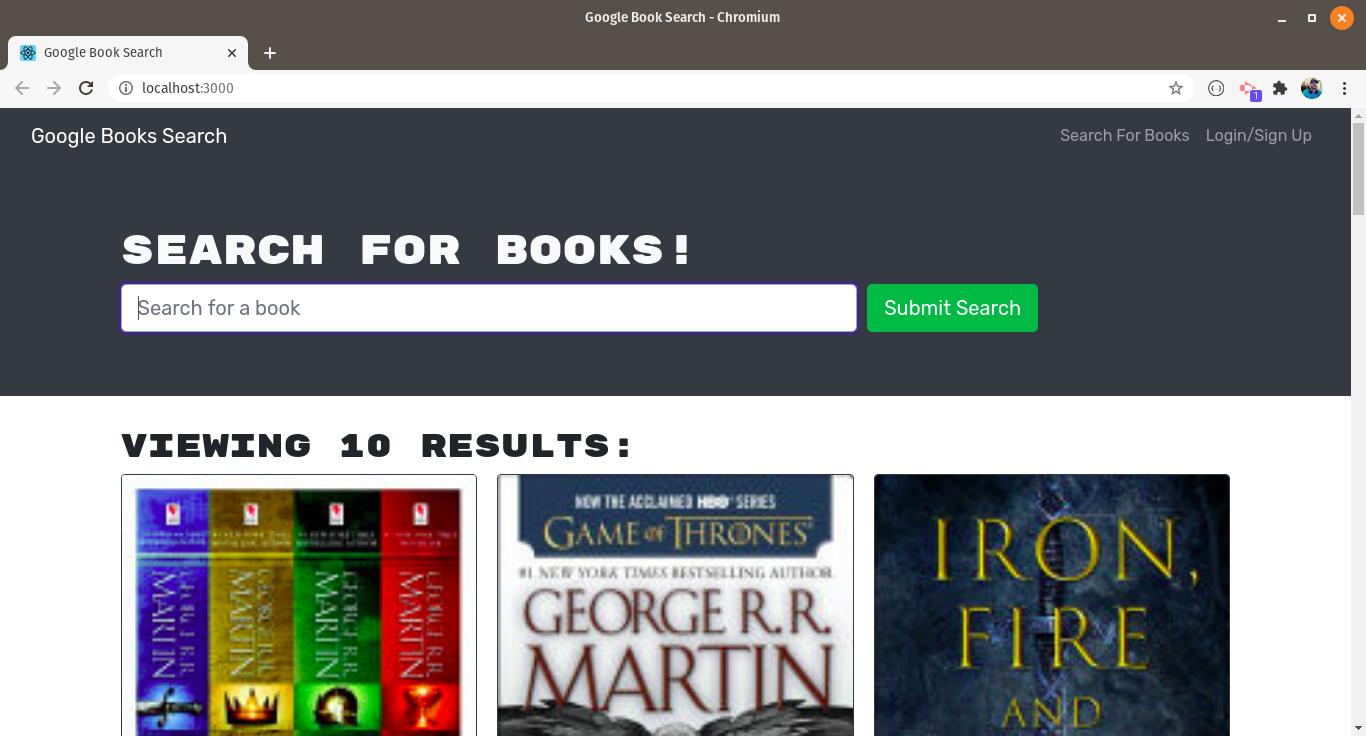 Google Book Search - Chromium
Google Book Search
localhost:3000
1
Google Books Search
Search For Books
Login/Sign Up
SEARCH FOR BOOKS!
Search for a book
Submit Search
VIEWING 10 RESULTS:
GEORGE R.R. MARTIN
GEORGE R.R. MARTIN
GEORGE R.R. MARTIN
GEORGE R.R. MARTIN
NOW THE ACCLAIMED HBO SERIES
GAME OF THRONES
#1 NEW YORK TIMES BESTSELLING AUTHOR
GEORGE R. R.
MARTIN
IRON,
FIRE
AND